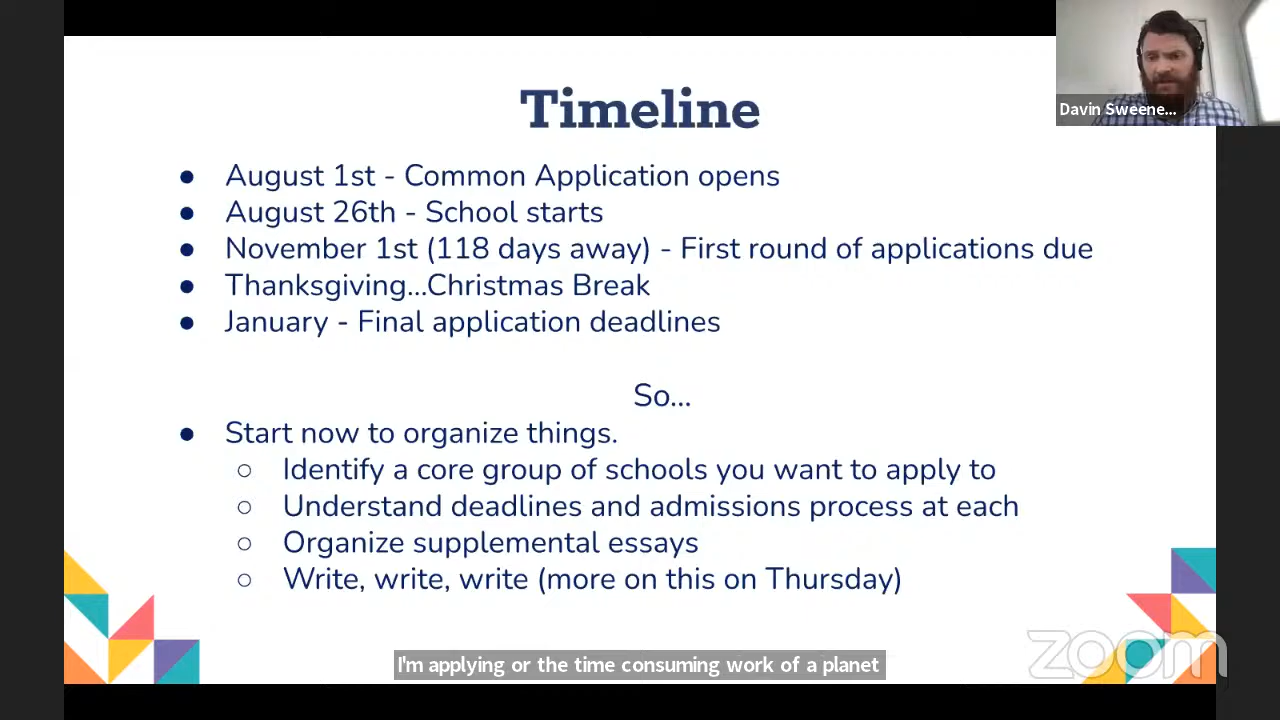 Davin Sweene...
Timeline
● August 1st - Common Application opens
● August 26th - School starts
● November 1st (118 days away) - First round of applications due
● Thanksgiving...Christmas Break
● January - Final application deadlines
So...
● Start now to organize things.
○ Identify a core group of schools you want to apply to
○ Understand deadlines and admissions process at each
○ Organize supplemental essays
○ Write, write, write (more on this on Thursday)
I'm applying or the time consuming work of a planet
zoom